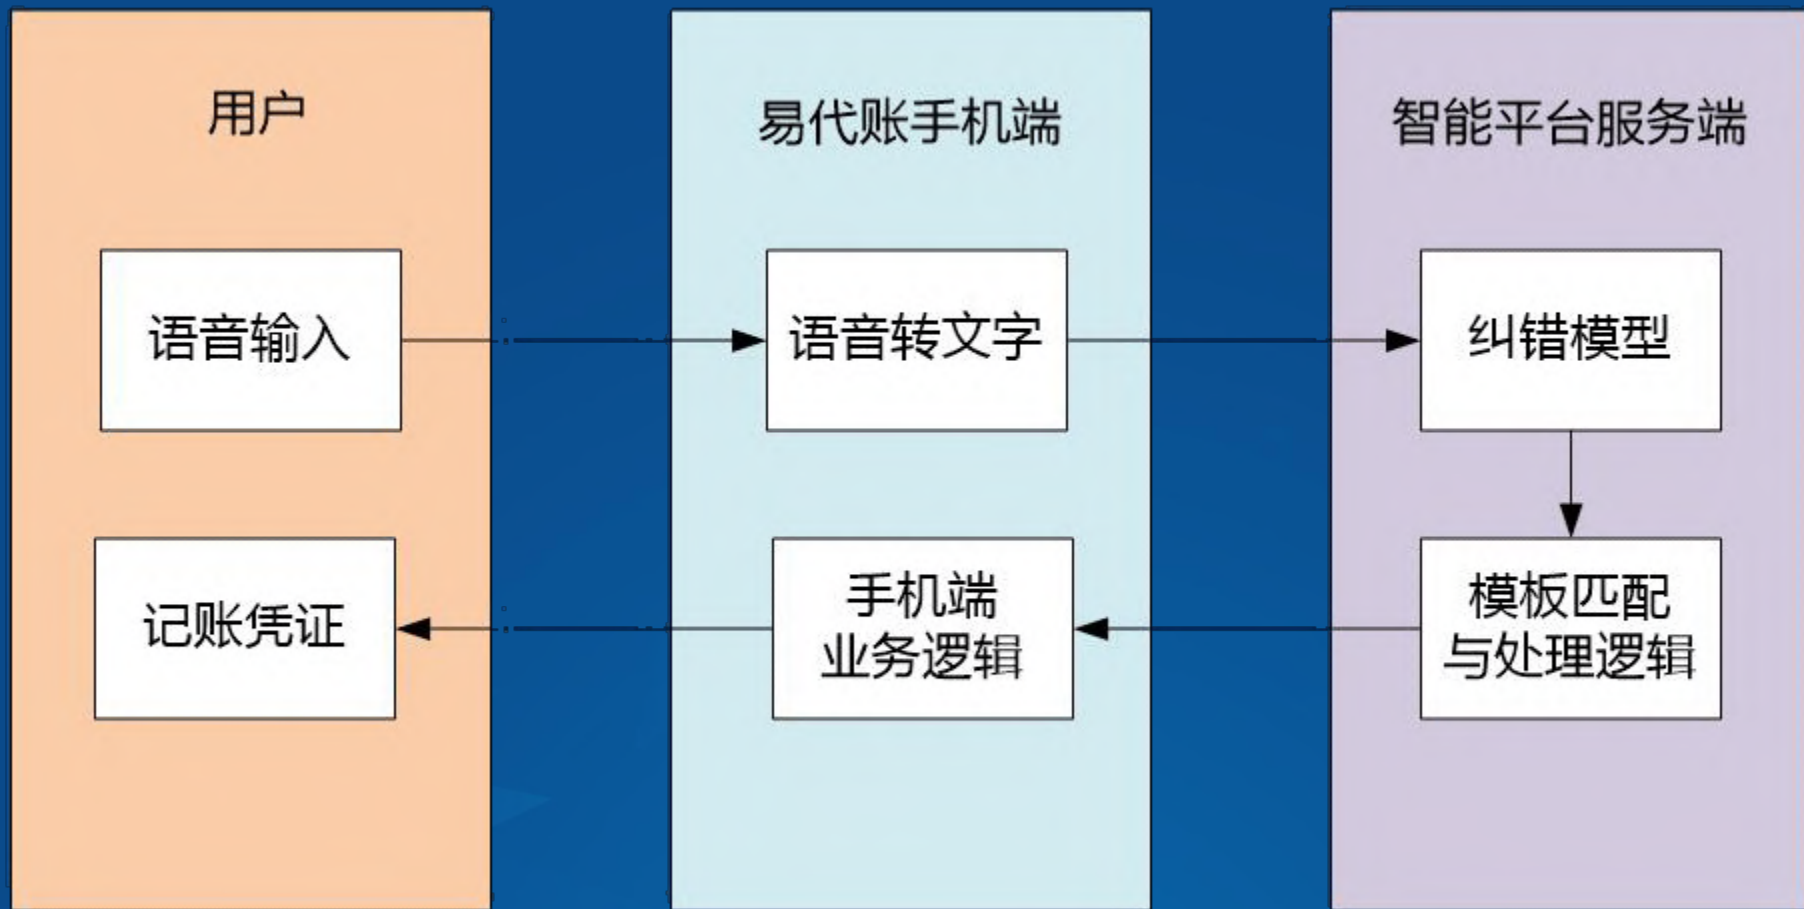 用户
易代账手机端
智能平台服务端
语音输入
语音转文字
纠错模型
记账凭证
手机端
业务逻辑
模板匹配
与处理逻辑